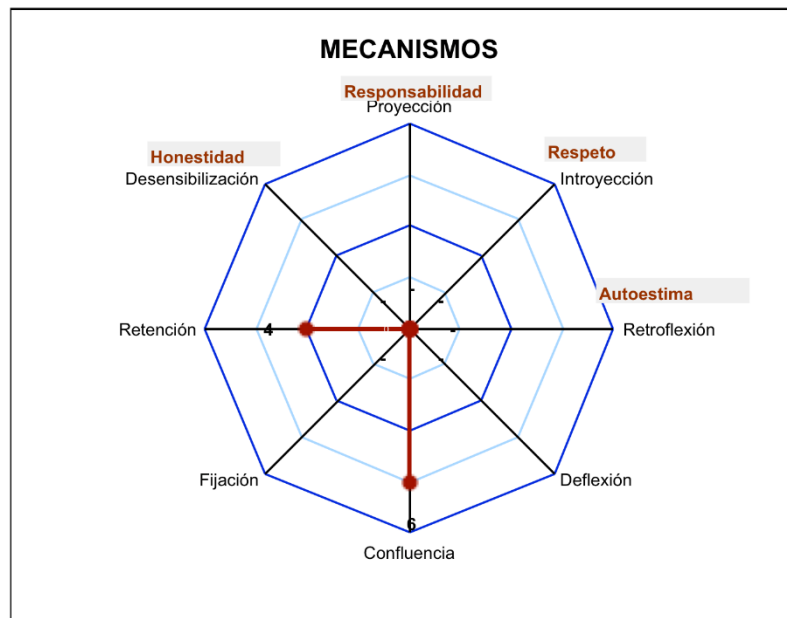 MECANISMOS
Responsabilidad
Proyección
Honestidad
Respeto
Desensibilización
Introyección
-
-
-
Autoestima
Retención
4
-
Retroflexión
-
-
Fijación
Deflexión
6
Confluencia